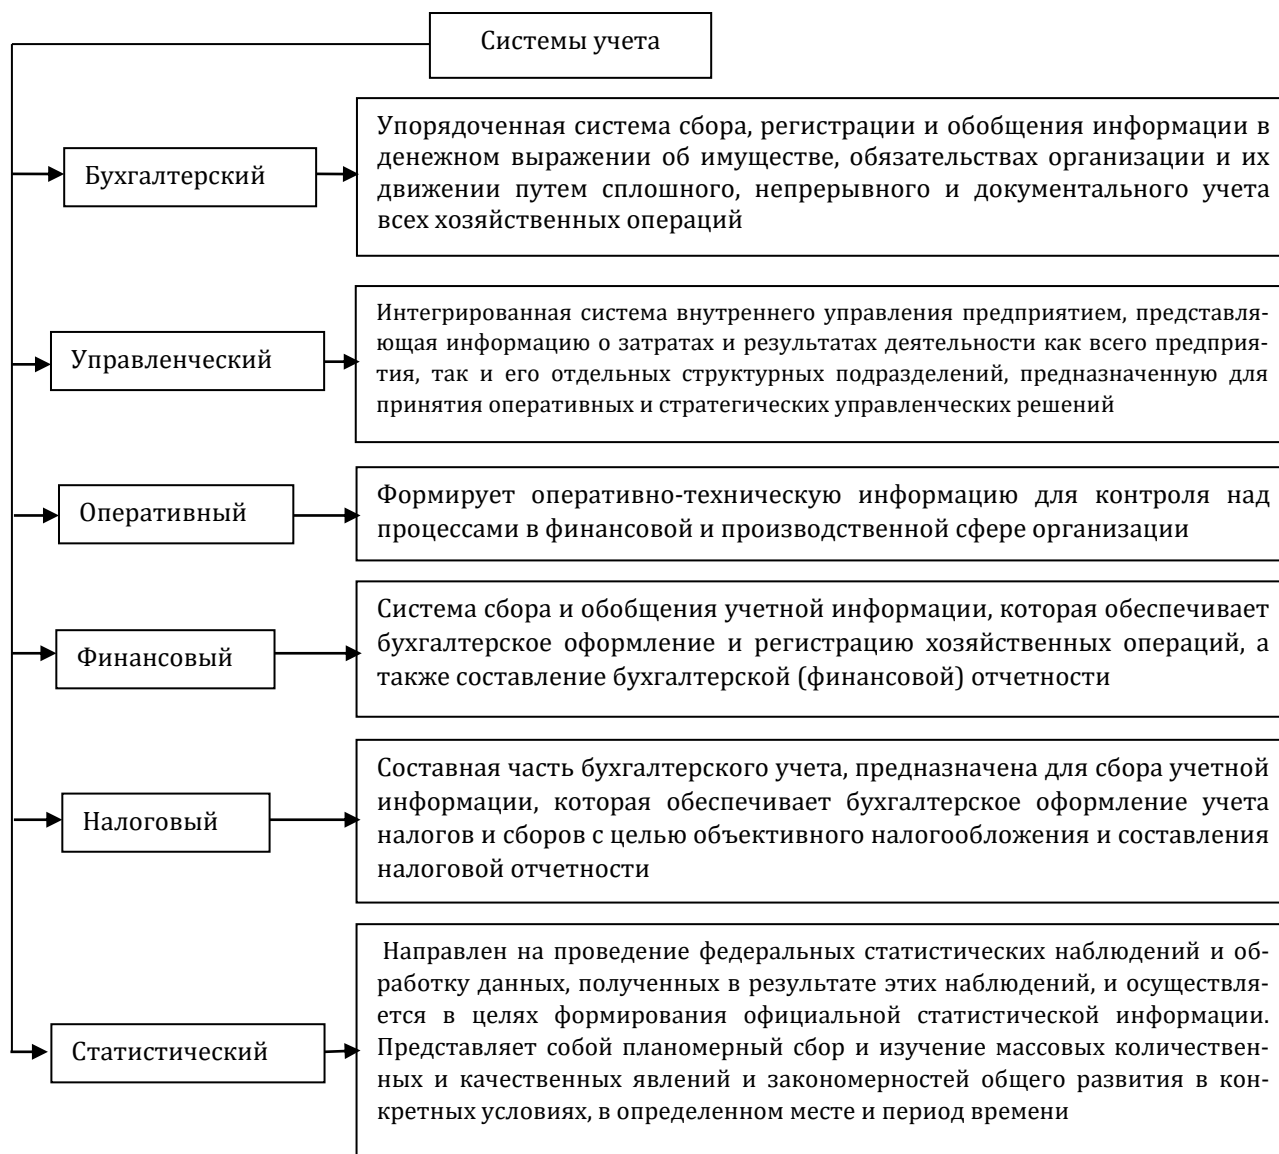 Системы учета
Бухгалтерский
Упорядоченная система сбора, регистрации и обобщения информации в
денежном выражении об имуществе, обязательствах организации и их
движении путем сплошного, непрерывного и документального учета
всех хозяйственных операций
Управленческий
Интегрированная система внутреннего управления предприятием, представля-
ющая информацию о затратах и результатах деятельности как всего предприя-
тия, так и его отдельных структурных подразделений, предназначенную для
принятия оперативных и стратегических управленческих решений
Оперативный
Формирует оперативно-техническую информацию для контроля над
процессами в финансовой и производственной сфере организации
Финансовый
Система сбора и обобщения учетной информации, которая обеспечивает
бухгалтерское оформление и регистрацию хозяйственных операций, а
также составление бухгалтерской (финансовой) отчетности
Налоговый
Составная часть бухгалтерского учета, предназначена для сбора учетной
информации, которая обеспечивает бухгалтерское оформление учета
налогов и сборов с целью объективного налогообложения и составления
налоговой отчетности
Статистический
Направлен на проведение федеральных статистических наблюдений и об-
работку данных, полученных в результате этих наблюдений, и осуществля-
ется в целях формирования официальной статистической информации.
Представляет собой планомерный сбор и изучение массовых количествен-
ных и качественных явлений и закономерностей общего развития в кон-
кретных условиях, в определенном месте и период времени